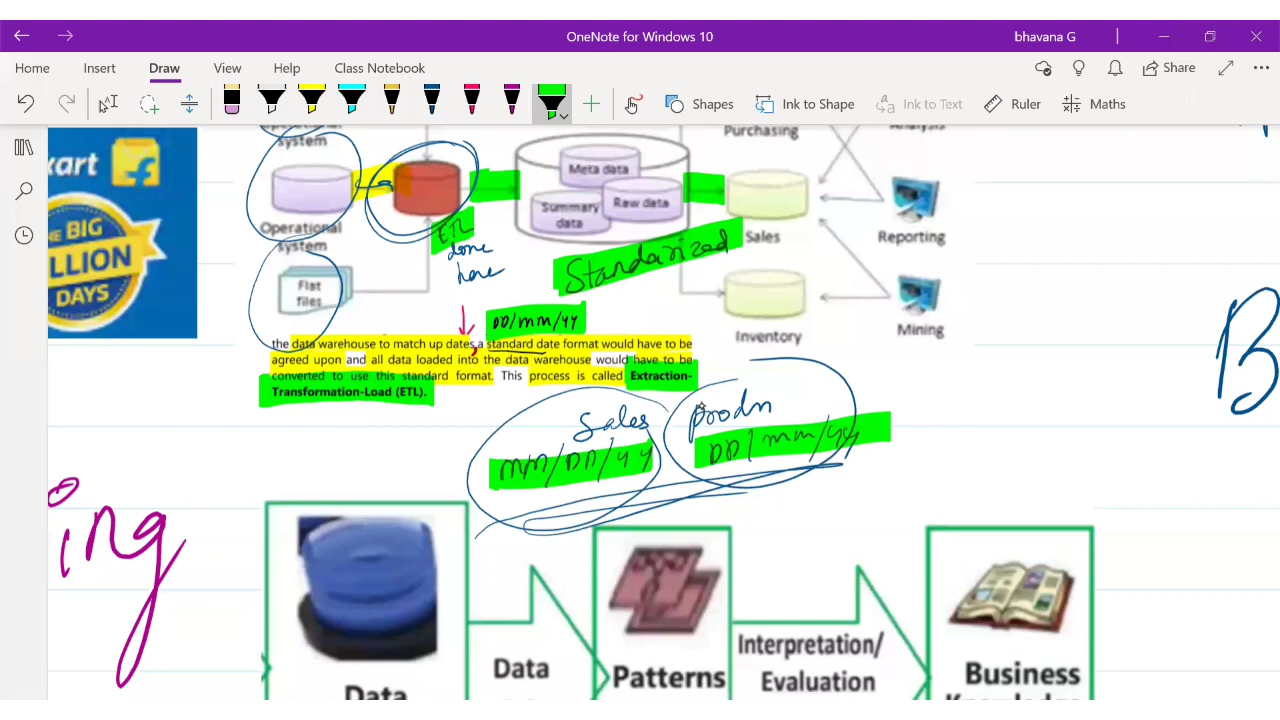 OneNote for Windows 10
bhavana G
Home
Insert
Draw
View
Help
Class Notebook
Share
Shapes
Ink to Shape
Ink to Text
Ruler
Maths
system
Purchasing
kart
BIG
LLION
DAYS
Meta data
Summary
data
Raw data
Operational
system
ETL
done
here
Sales
Reporting
Standarized
Flat
files
Inventory
Mining
DD/mm/yy
the data warehouse to match up dates, a standard date format would have to be
agreed upon and all data loaded into the data warehouse would have to be
converted to use this standard format. This process is called Extraction-
Transformation-Load (ETL).
Sales
MM/DD/yy
Prodn
DD/mm/yy
B
ing
Data
Data
Patterns
Interpretation/
Evaluation
Business